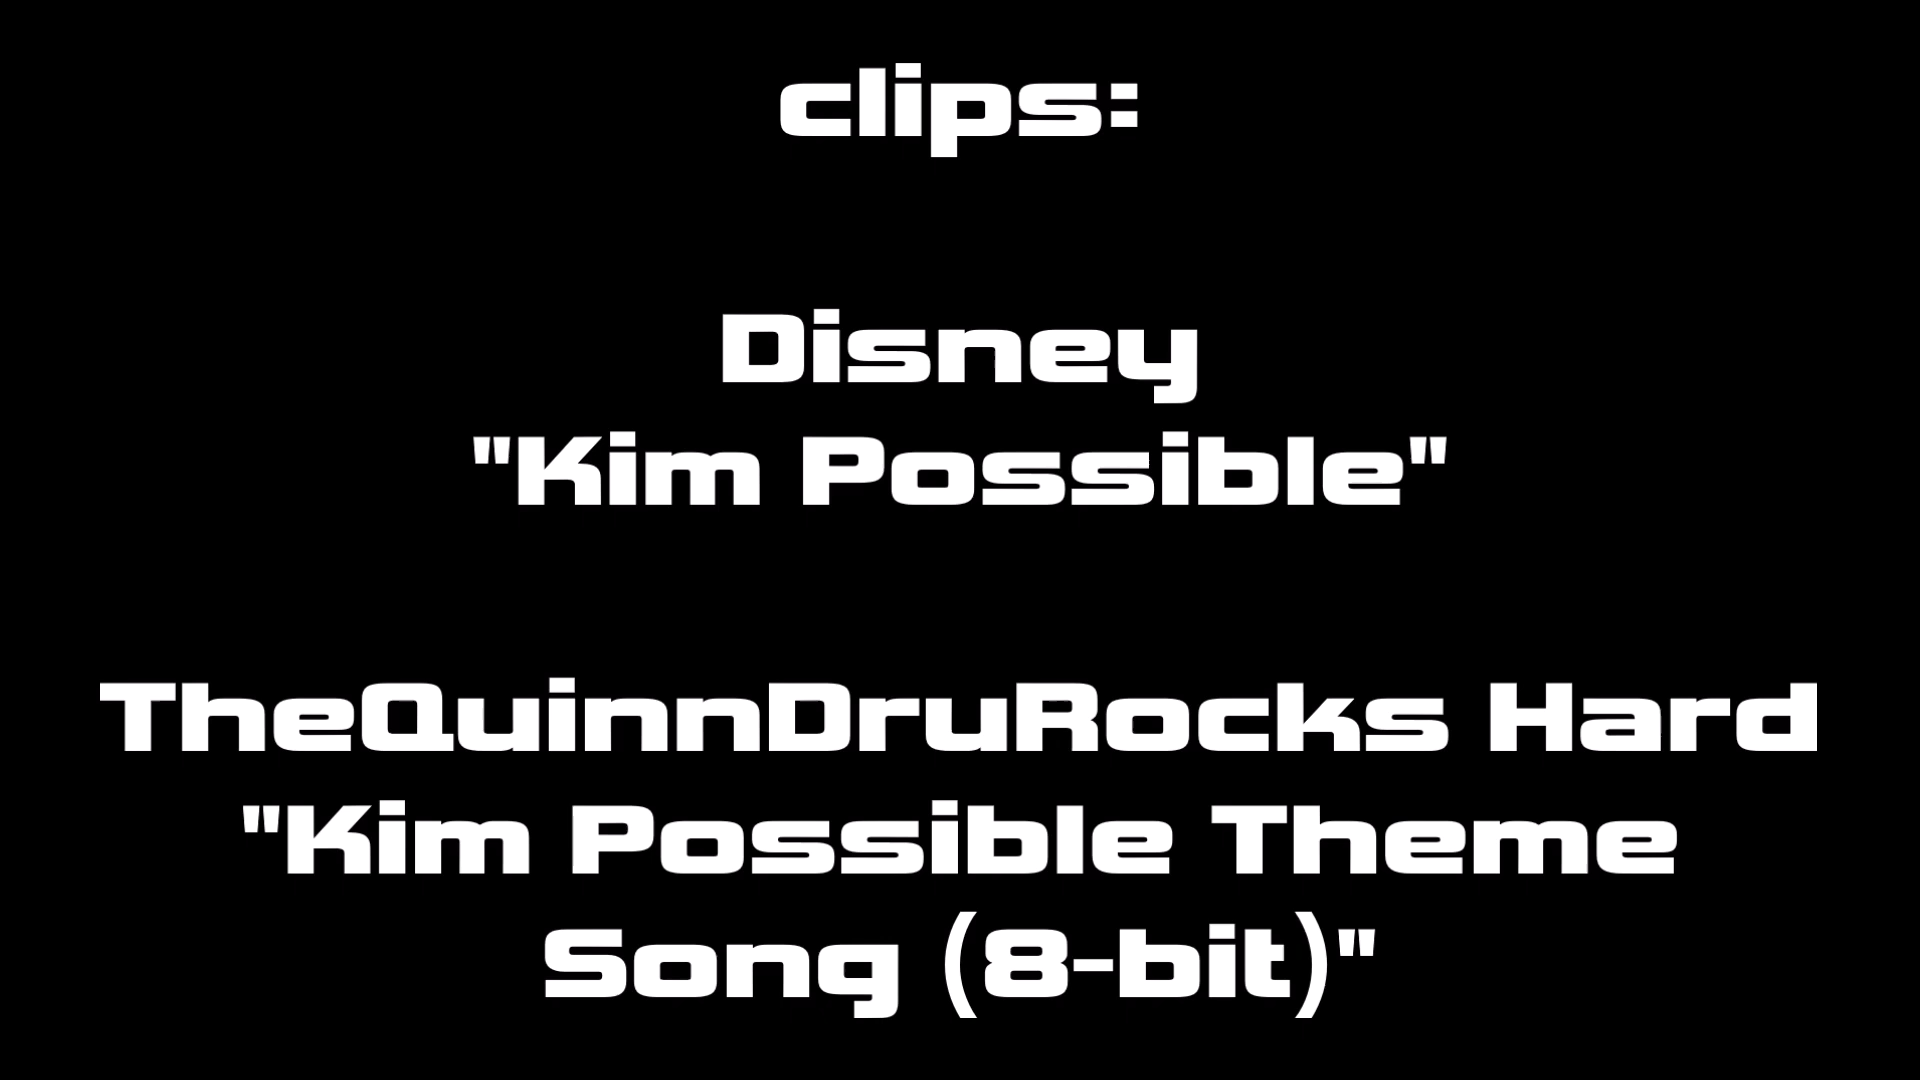 clips:
Disney
"Kim Possible"
TheQuinnDruRocks Hard
"Kim Possible Theme
Song (8-bit)"